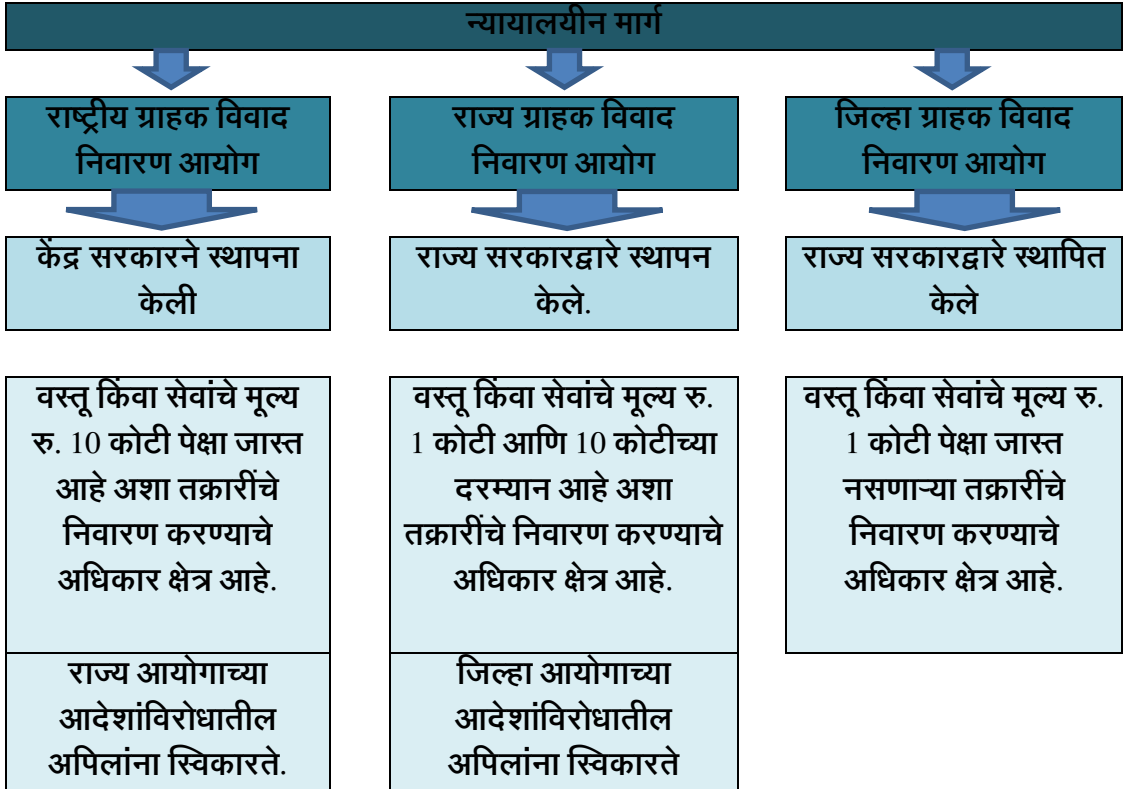 न्यायालयीन मार्ग
राष्ट्रीय ग्राहक विवाद
निवारण आयोग
केंद्र सरकारने स्थापना
केली
वस्तू किंवा सेवांचे मूल्य
रु. 10 कोटी पेक्षा जास्त
आहे अशा तक्रारींचे
निवारण करण्याचे
अधिकार क्षेत्र आहे.
राज्य आयोगाच्या
आदेशांविरोधातील
अपिलांना स्विकारते.
राज्य ग्राहक विवाद
निवारण आयोग
राज्य सरकारद्वारे स्थापन
केले.
वस्तू किंवा सेवांचे मूल्य रु.
1 कोटी आणि 10 कोटीच्या
दरम्यान आहे अशा
तक्रारींचे निवारण करण्याचे
अधिकार क्षेत्र आहे.
जिल्हा आयोगाच्या
आदेशांविरोधातील
अपिलांना स्विकारते
जिल्हा ग्राहक विवाद
निवारण आयोग
राज्य सरकारद्वारे स्थापित
केले
वस्तू किंवा सेवांचे मूल्य रु.
1 कोटी पेक्षा जास्त
नसणाऱ्या तक्रारींचे
निवारण करण्याचे
अधिकार क्षेत्र आहे.